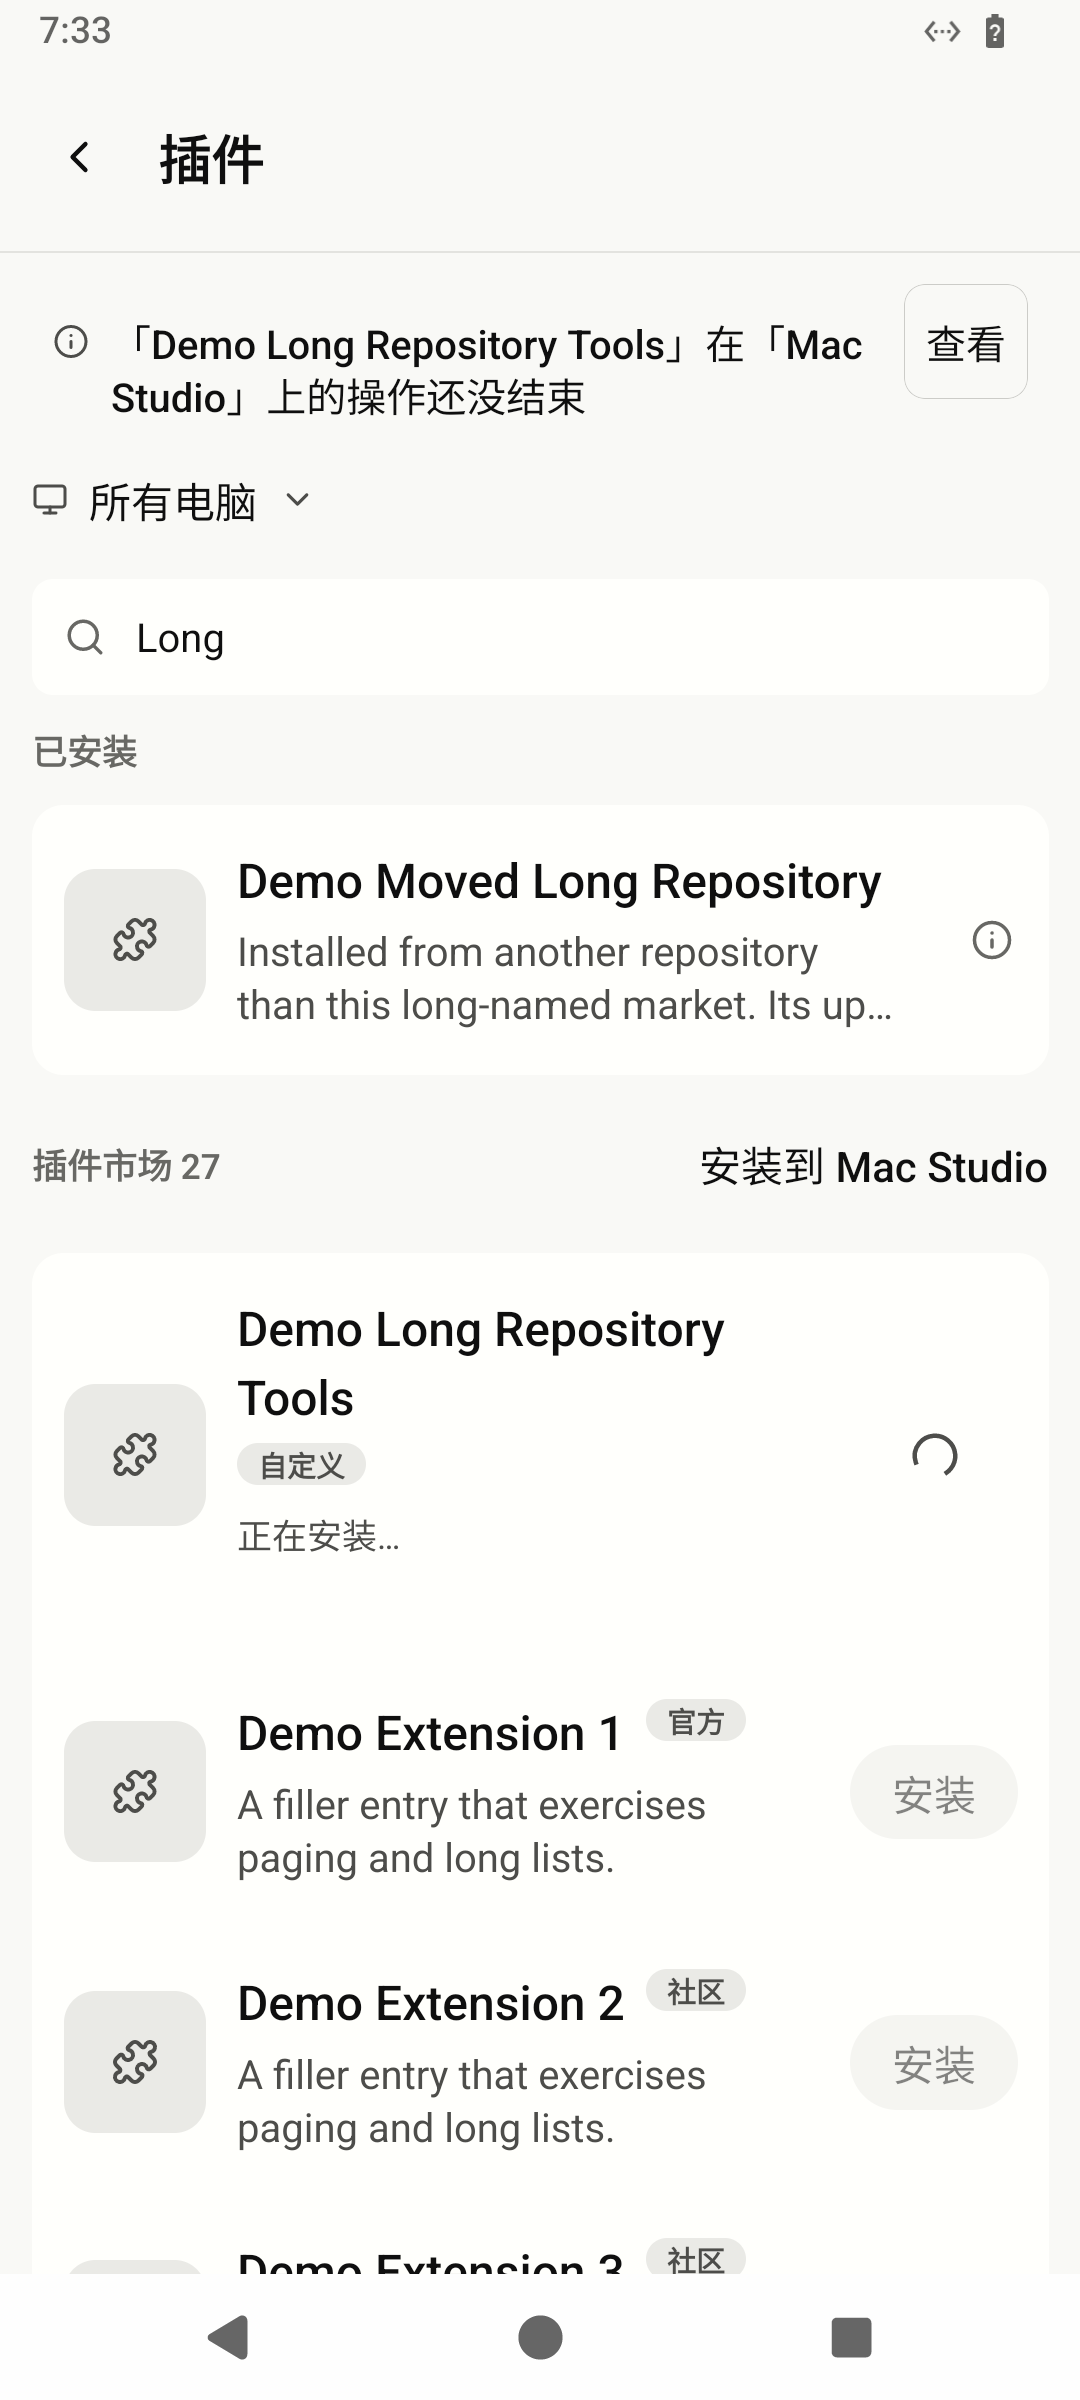 7:33
插件
「Demo Long Repository Tools」在「Mac
Studio」上的操作还没结束
查看
所有电脑
Long
已安装
Demo Moved Long Repository
Installed from another repository
than this long-named market. Its up…
插件市场 27
安装到 Mac Studio
Demo Long Repository
Tools
自定义
正在安装…
Demo Extension 1
官方
A filler entry that exercises
paging and long lists.
安装
Demo Extension 2
社区
A filler entry that exercises
paging and long lists.
安装
Demo Extension 3
社区